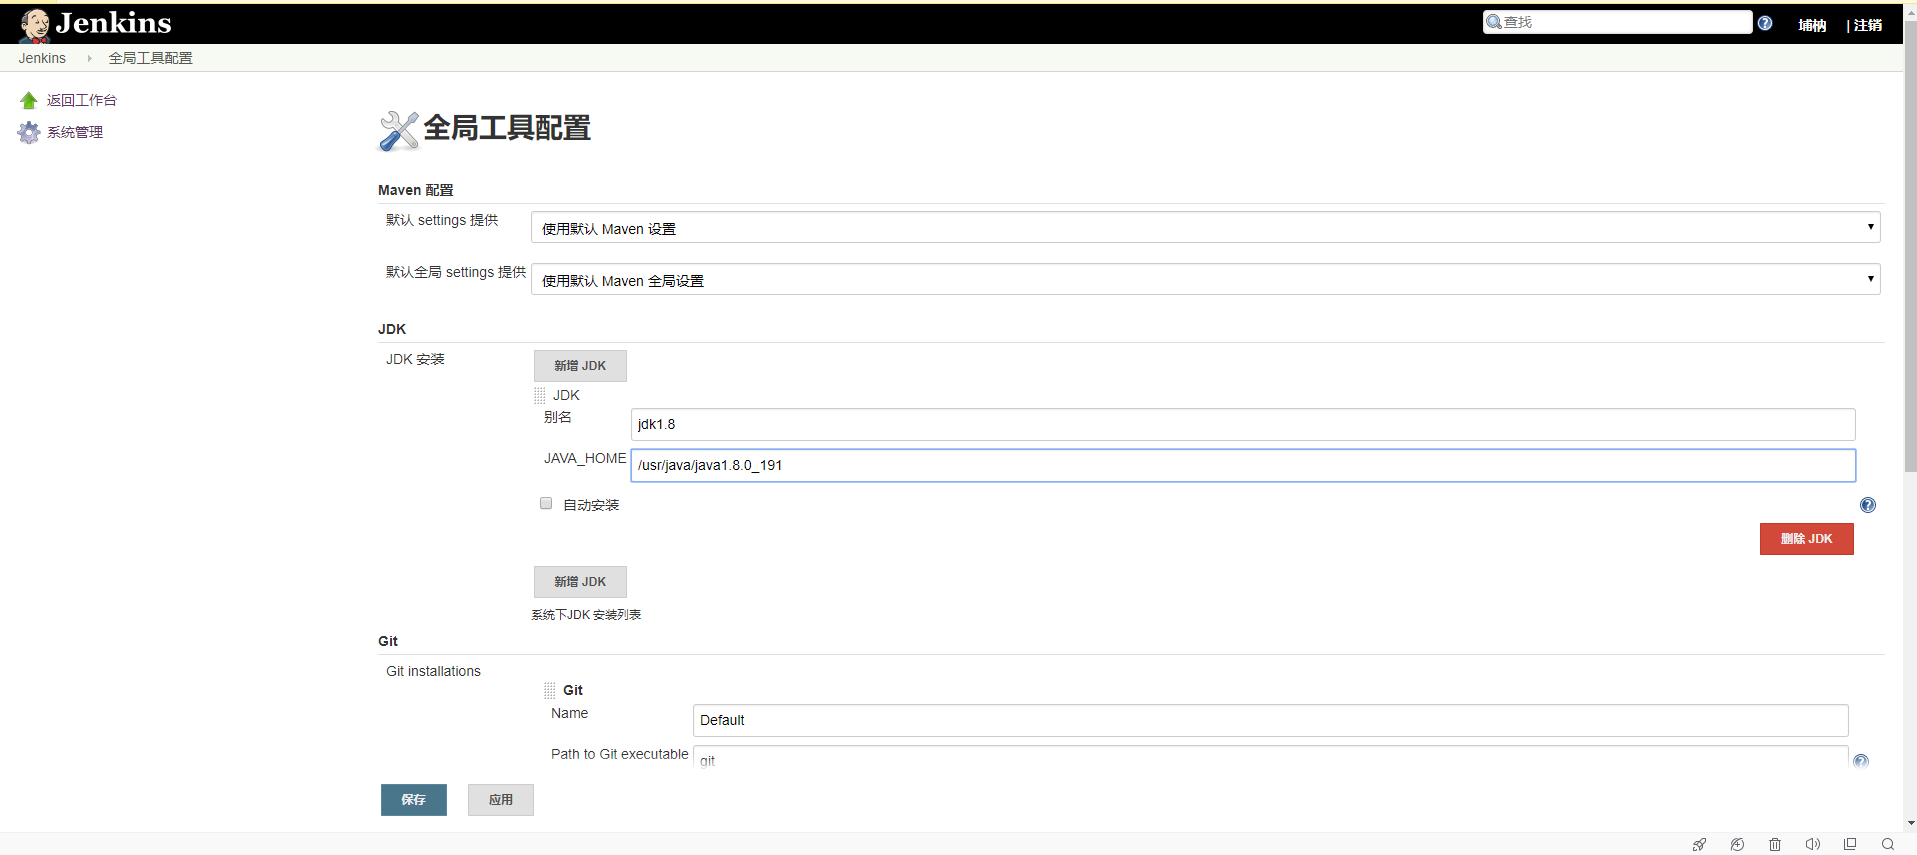 Jenkins
查找
埔枘
| 注销
Jenkins
全局工具配置
返回工作台
系统管理
全局工具配置
Maven 配置
默认 settings 提供
使用默认 Maven 设置
默认全局 settings 提供
使用默认 Maven 全局设置
JDK
JDK 安装
新增 JDK
JDK
别名
jdk1.8
JAVA_HOME
/usr/java/java1.8.0_191
自动安装
删除 JDK
新增 JDK
系统下JDK 安装列表
Git
Git installations
Git
Name
Default
Path to Git executable
git
保存
应用